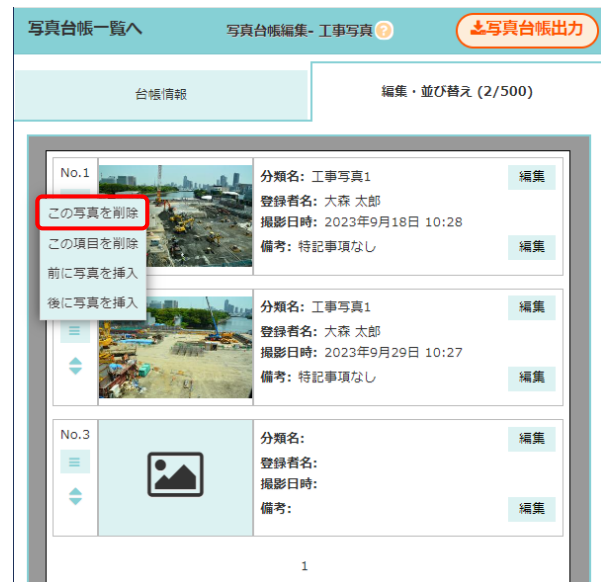 写真台帳一覧へ
写真台帳編集- 工事写真 ?
写真台帳出力
台帳情報
編集・並び替え (2/500)
No.1
分類名: 工事写真1
編集
登録者名: 大森 太郎
撮影日時: 2023年9月18日 10:28
備考: 特記事項なし
編集
この写真を削除
この項目を削除
前に写真を挿入
後に写真を挿入
分類名: 工事写真1
編集
登録者名: 大森 太郎
撮影日時: 2023年9月29日 10:27
備考: 特記事項なし
編集
No.3
分類名:
編集
登録者名:
撮影日時:
備考:
編集
1